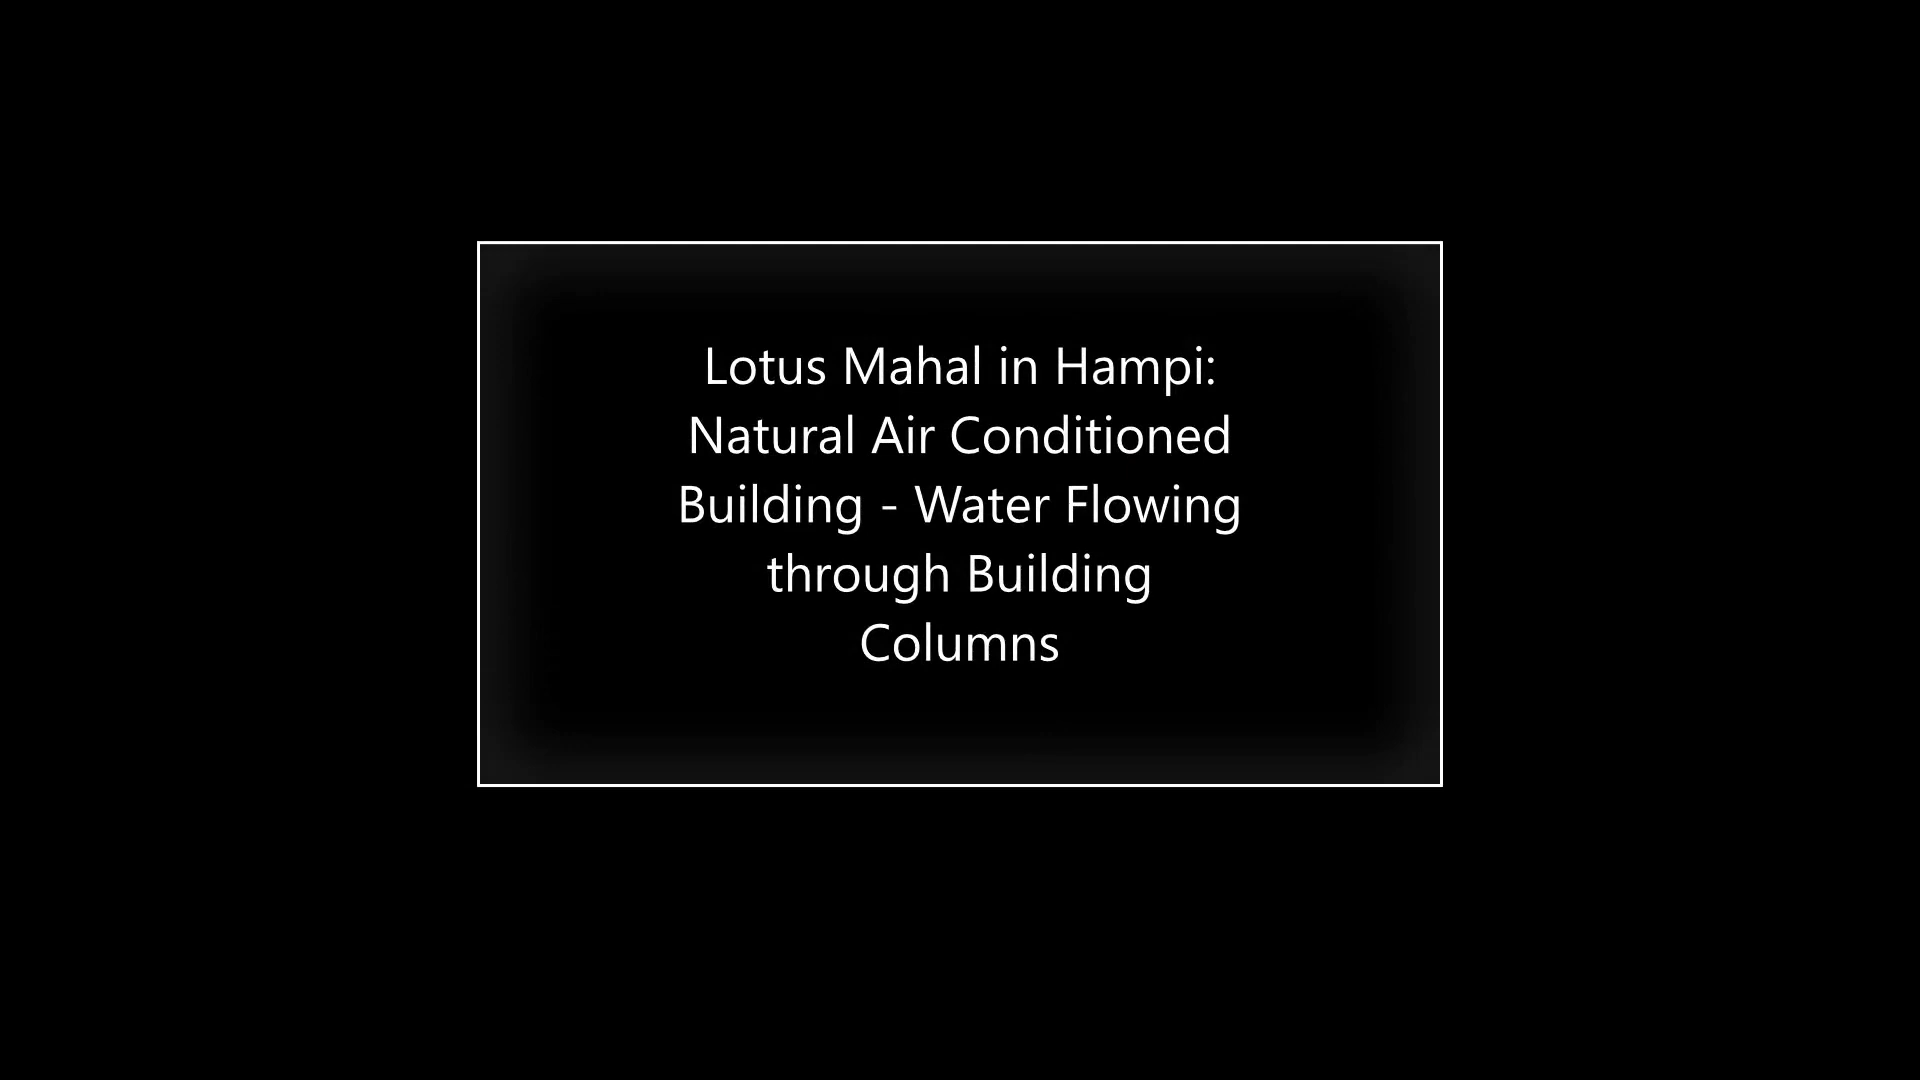 Lotus Mahal in Hampi:
Natural Air Conditioned
Building - Water Flowing
through Building
Columns